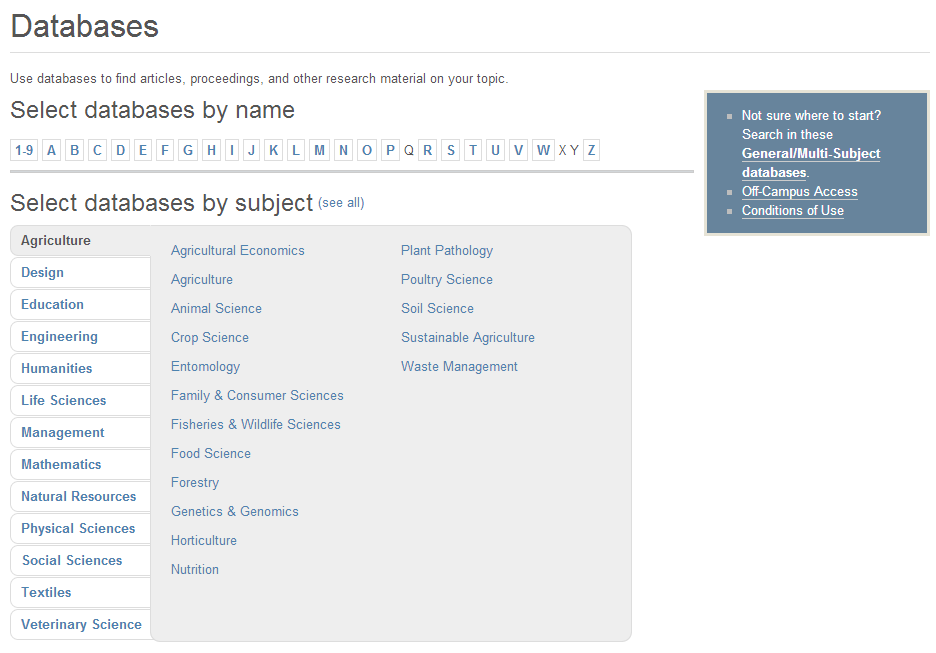 Databases
Use databases to find articles, proceedings, and other research material on your topic.
Select databases by name
1-9 A B C D E F G H I J K L M N O P Q R S T U V W X Y Z
Select databases by subject (see all)
Agriculture
Design
Education
Engineering
Humanities
Life Sciences
Management
Mathematics
Natural Resources
Physical Sciences
Social Sciences
Textiles
Veterinary Science
Agricultural Economics
Agriculture
Animal Science
Crop Science
Entomology
Family & Consumer Sciences
Fisheries & Wildlife Sciences
Food Science
Forestry
Genetics & Genomics
Horticulture
Nutrition
Plant Pathology
Poultry Science
Soil Science
Sustainable Agriculture
Waste Management
Not sure where to start?
Search in these
General/Multi-Subject
databases.
Off-Campus Access
Conditions of Use